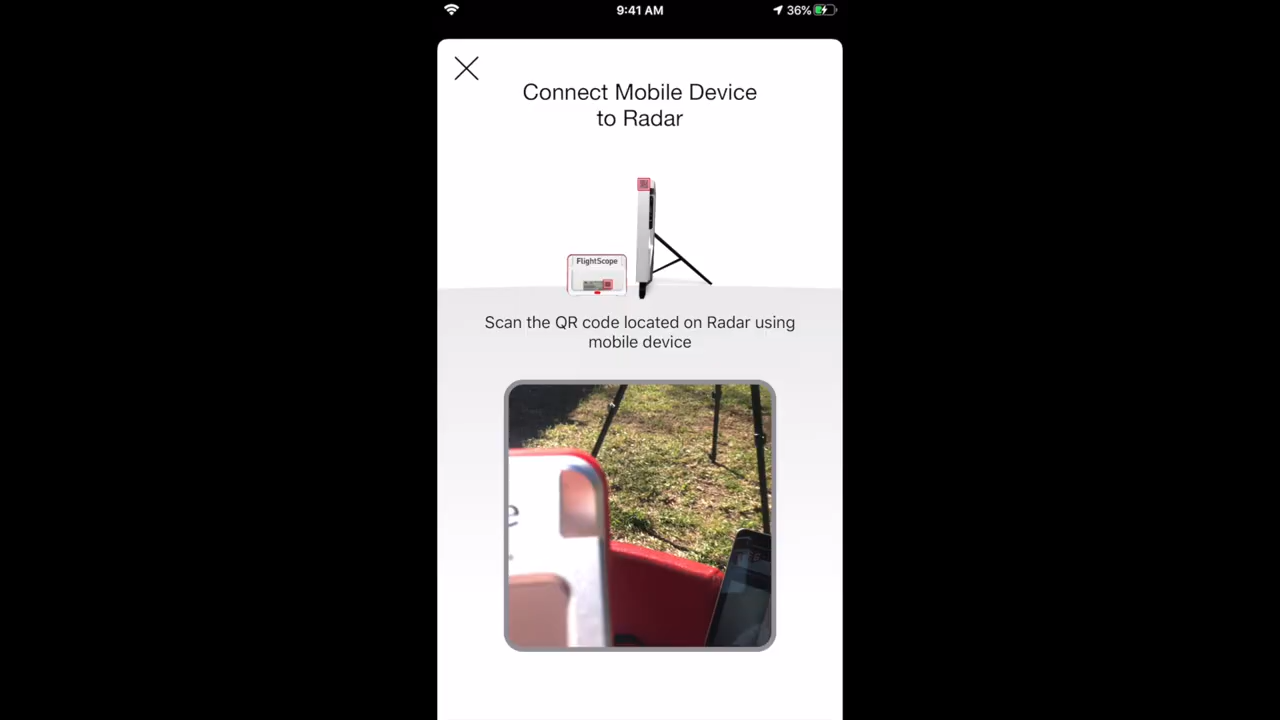 9:41 AM
36%
Connect Mobile Device
to Radar
FlightScope
Scan the QR code located on Radar using
mobile device
e